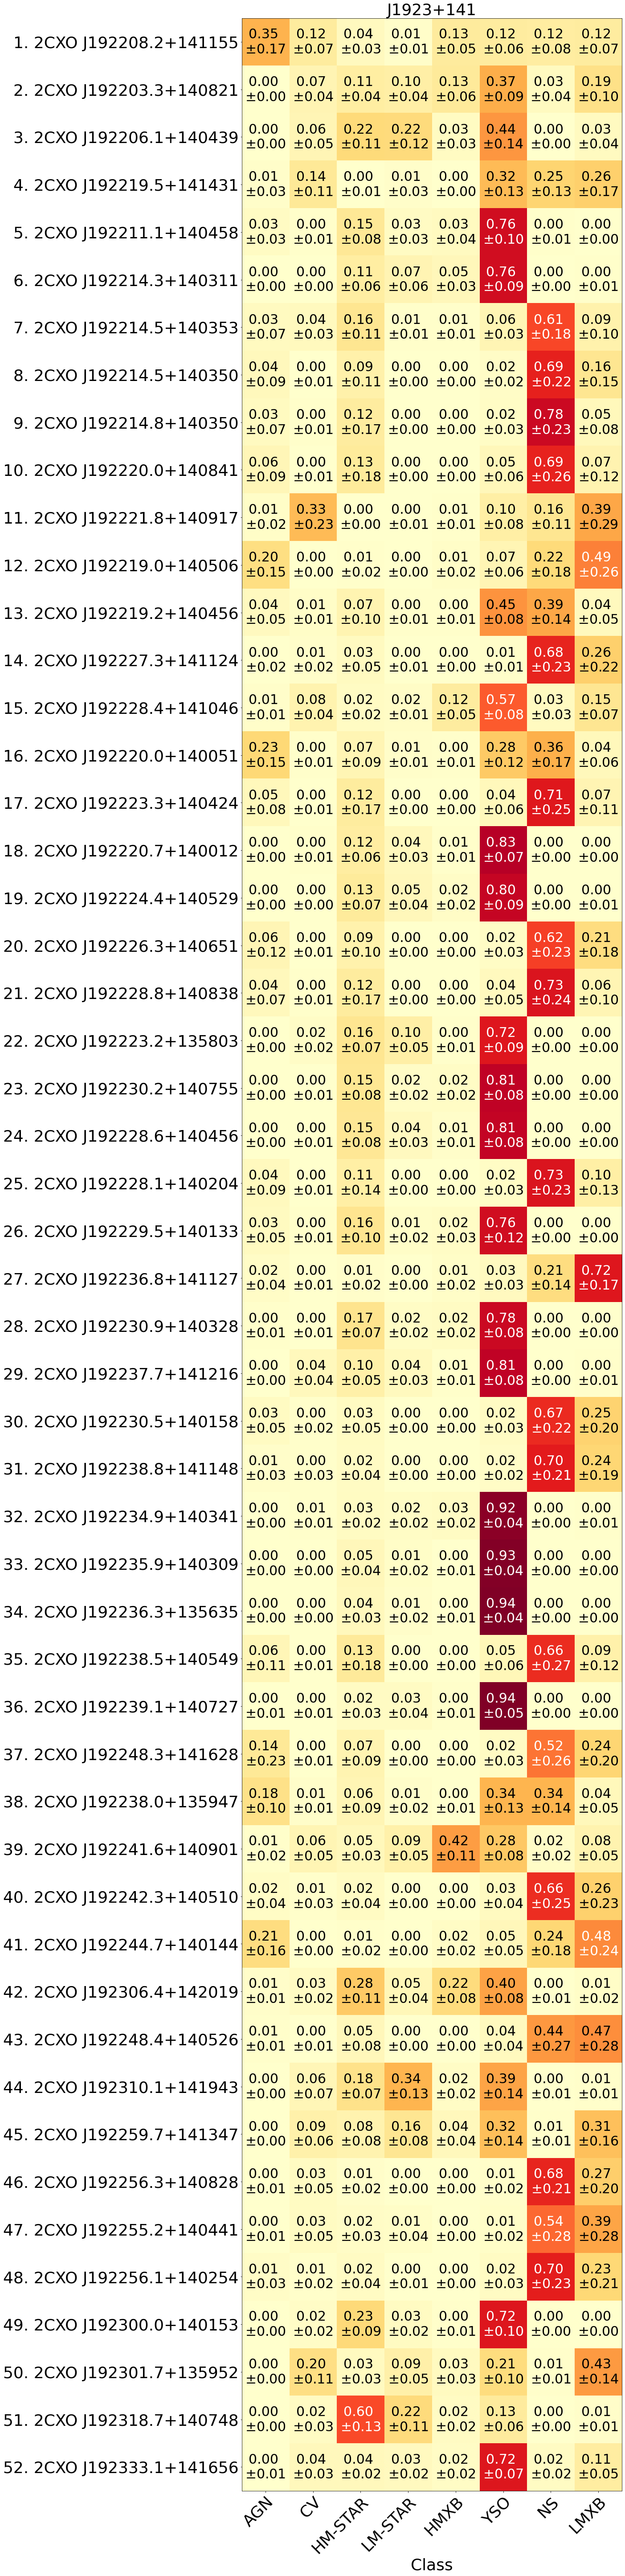 J1923+141
1. 2CXO J192208.2+141155 0.35 0.12 0.04 0.01 0.13 0.12 0.12 0.12
±0.17 ±0.07 ±0.03 ±0.01 ±0.05 ±0.06 ±0.08 ±0.07
2. 2CXO J192203.3+140821 0.00 0.07 0.11 0.10 0.13 0.37 0.03 0.19
±0.00 ±0.04 ±0.04 ±0.04 ±0.06 ±0.09 ±0.04 ±0.10
3. 2CXO J192206.1+140439 0.00 0.06 0.22 0.22 0.03 0.44 0.00 0.03
±0.00 ±0.05 ±0.11 ±0.12 ±0.03 ±0.14 ±0.00 ±0.04
4. 2CXO J192219.5+141431 0.01 0.14 0.00 0.01 0.00 0.32 0.25 0.26
±0.03 ±0.11 ±0.01 ±0.03 ±0.00 ±0.13 ±0.13 ±0.17
5. 2CXO J192211.1+140458 0.03 0.00 0.15 0.03 0.03 0.76 0.00 0.00
±0.03 ±0.01 ±0.08 ±0.03 ±0.04 ±0.10 ±0.01 ±0.00
6. 2CXO J192214.3+140311 0.00 0.00 0.11 0.07 0.05 0.76 0.00 0.00
±0.00 ±0.00 ±0.06 ±0.06 ±0.03 ±0.09 ±0.00 ±0.01
7. 2CXO J192214.5+140353 0.03 0.04 0.16 0.01 0.01 0.06 0.61 0.09
±0.07 ±0.03 ±0.11 ±0.01 ±0.01 ±0.03 ±0.18 ±0.10
8. 2CXO J192214.5+140350 0.04 0.00 0.09 0.00 0.00 0.02 0.69 0.16
±0.09 ±0.01 ±0.11 ±0.00 ±0.00 ±0.02 ±0.22 ±0.15
9. 2CXO J192214.8+140350 0.03 0.00 0.12 0.00 0.00 0.02 0.78 0.05
±0.07 ±0.01 ±0.17 ±0.00 ±0.00 ±0.03 ±0.23 ±0.08
10. 2CXO J192220.0+140841 0.06 0.00 0.13 0.00 0.00 0.05 0.69 0.07
±0.09 ±0.01 ±0.18 ±0.00 ±0.00 ±0.06 ±0.26 ±0.12
11. 2CXO J192221.8+140917 0.01 0.33 0.00 0.01 0.00 0.10 0.16 0.39
±0.02 ±0.23 ±0.00 ±0.01 ±0.01 ±0.08 ±0.11 ±0.29
12. 2CXO J192219.0+140506 0.20 0.00 0.01 0.00 0.01 0.07 0.22 0.49
±0.15 ±0.00 ±0.02 ±0.00 ±0.02 ±0.06 ±0.18 ±0.26
13. 2CXO J192219.2+140456 0.04 0.01 0.07 0.00 0.00 0.45 0.39 0.04
±0.05 ±0.01 ±0.10 ±0.01 ±0.01 ±0.08 ±0.14 ±0.05
14. 2CXO J192227.3+141124 0.00 0.01 0.03 0.00 0.00 0.01 0.68 0.26
±0.02 ±0.02 ±0.05 ±0.01 ±0.00 ±0.01 ±0.23 ±0.22
15. 2CXO J192228.4+141046 0.01 0.08 0.02 0.02 0.12 0.57 0.03 0.15
±0.01 ±0.04 ±0.02 ±0.01 ±0.05 ±0.08 ±0.03 ±0.07
16. 2CXO J192220.0+140051 0.23 0.00 0.07 0.01 0.00 0.28 0.36 0.04
±0.15 ±0.01 ±0.09 ±0.01 ±0.01 ±0.12 ±0.17 ±0.06
17. 2CXO J192223.3+140424 0.05 0.00 0.12 0.00 0.00 0.04 0.71 0.07
±0.08 ±0.01 ±0.17 ±0.00 ±0.00 ±0.06 ±0.25 ±0.11
18. 2CXO J192220.7+140012 0.00 0.00 0.12 0.04 0.01 0.83 0.00 0.00
±0.00 ±0.01 ±0.06 ±0.03 ±0.01 ±0.07 ±0.00 ±0.00
19. 2CXO J192224.4+140529 0.00 0.00 0.13 0.05 0.02 0.80 0.00 0.00
±0.00 ±0.00 ±0.07 ±0.04 ±0.02 ±0.09 ±0.00 ±0.01
20. 2CXO J192226.3+140651 0.06 0.00 0.09 0.00 0.00 0.02 0.62 0.21
±0.12 ±0.01 ±0.10 ±0.00 ±0.00 ±0.03 ±0.23 ±0.18
21. 2CXO J192228.8+140838 0.04 0.00 0.12 0.00 0.00 0.04 0.73 0.06
±0.07 ±0.01 ±0.17 ±0.00 ±0.00 ±0.05 ±0.24 ±0.10
22. 2CXO J192223.2+135803 0.00 0.02 0.16 0.10 0.00 0.72 0.00 0.00
±0.00 ±0.02 ±0.07 ±0.05 ±0.01 ±0.09 ±0.00 ±0.00
23. 2CXO J192230.2+140755 0.00 0.00 0.15 0.02 0.02 0.81 0.00 0.00
±0.00 ±0.01 ±0.08 ±0.02 ±0.02 ±0.08 ±0.00 ±0.00
24. 2CXO J192228.6+140456 0.00 0.00 0.15 0.04 0.01 0.81 0.00 0.00
±0.00 ±0.01 ±0.08 ±0.03 ±0.01 ±0.08 ±0.00 ±0.00
25. 2CXO J192228.1+140204 0.04 0.00 0.11 0.00 0.00 0.02 0.73 0.10
±0.09 ±0.01 ±0.14 ±0.00 ±0.00 ±0.03 ±0.23 ±0.13
26. 2CXO J192229.5+140133 0.03 0.00 0.16 0.01 0.02 0.76 0.00 0.00
±0.05 ±0.01 ±0.10 ±0.02 ±0.03 ±0.12 ±0.00 ±0.00
27. 2CXO J192236.8+141127 0.02 0.00 0.01 0.00 0.01 0.03 0.21 0.72
±0.04 ±0.00 ±0.02 ±0.00 ±0.02 ±0.03 ±0.14 ±0.17
28. 2CXO J192230.9+140328 0.00 0.00 0.17 0.02 0.02 0.78 0.00 0.00
±0.01 ±0.01 ±0.07 ±0.02 ±0.02 ±0.08 ±0.00 ±0.00
29. 2CXO J192237.7+141216 0.00 0.04 0.10 0.04 0.01 0.81 0.00 0.00
±0.00 ±0.04 ±0.05 ±0.03 ±0.01 ±0.08 ±0.00 ±0.01
30. 2CXO J192230.5+140158 0.03 0.00 0.03 0.00 0.00 0.02 0.67 0.25
±0.05 ±0.02 ±0.05 ±0.00 ±0.00 ±0.03 ±0.22 ±0.20
31. 2CXO J192238.8+141148 0.01 0.00 0.02 0.00 0.00 0.02 0.70 0.24
±0.03 ±0.03 ±0.04 ±0.00 ±0.00 ±0.02 ±0.21 ±0.19
32. 2CXO J192234.9+140341 0.00 0.01 0.03 0.02 0.03 0.92 0.00 0.00
±0.00 ±0.01 ±0.02 ±0.02 ±0.02 ±0.04 ±0.00 ±0.01
33. 2CXO J192235.9+140309 0.00 0.00 0.05 0.01 0.00 0.93 0.00 0.00
±0.00 ±0.00 ±0.04 ±0.02 ±0.01 ±0.04 ±0.00 ±0.00
34. 2CXO J192236.3+135635 0.00 0.00 0.04 0.01 0.00 0.94 0.00 0.00
±0.00 ±0.00 ±0.03 ±0.02 ±0.01 ±0.04 ±0.00 ±0.00
35. 2CXO J192238.5+140549 0.06 0.00 0.13 0.00 0.00 0.05 0.66 0.09
±0.11 ±0.01 ±0.18 ±0.00 ±0.00 ±0.06 ±0.27 ±0.12
36. 2CXO J192239.1+140727 0.00 0.00 0.02 0.03 0.00 0.94 0.00 0.00
±0.01 ±0.01 ±0.03 ±0.04 ±0.01 ±0.05 ±0.00 ±0.00
37. 2CXO J192248.3+141628 0.14 0.00 0.07 0.00 0.00 0.02 0.52 0.24
±0.23 ±0.01 ±0.09 ±0.01 ±0.00 ±0.03 ±0.26 ±0.20
38. 2CXO J192238.0+135947 0.18 0.01 0.06 0.01 0.00 0.34 0.34 0.04
±0.10 ±0.01 ±0.09 ±0.02 ±0.01 ±0.13 ±0.14 ±0.05
39. 2CXO J192241.6+140901 0.01 0.06 0.05 0.09 0.42 0.28 0.02 0.08
±0.02 ±0.05 ±0.03 ±0.05 ±0.11 ±0.08 ±0.02 ±0.05
40. 2CXO J192242.3+140510 0.02 0.01 0.02 0.00 0.00 0.03 0.66 0.26
±0.04 ±0.03 ±0.04 ±0.00 ±0.00 ±0.04 ±0.25 ±0.23
41. 2CXO J192244.7+140144 0.21 0.00 0.01 0.00 0.00 0.05 0.24 0.48
±0.16 ±0.00 ±0.02 ±0.00 ±0.02 ±0.05 ±0.18 ±0.24
42. 2CXO J192306.4+142019 0.01 0.03 0.28 0.05 0.22 0.40 0.00 0.01
±0.01 ±0.02 ±0.11 ±0.04 ±0.08 ±0.08 ±0.01 ±0.02
43. 2CXO J192248.4+140526 0.01 0.00 0.05 0.00 0.00 0.04 0.44 0.47
±0.01 ±0.01 ±0.08 ±0.00 ±0.00 ±0.04 ±0.27 ±0.28
44. 2CXO J192310.1+141943 0.00 0.06 0.18 0.34 0.02 0.39 0.00 0.01
±0.00 ±0.07 ±0.07 ±0.13 ±0.02 ±0.14 ±0.01 ±0.01
45. 2CXO J192259.7+141347 0.00 0.09 0.08 0.16 0.04 0.32 0.01 0.31
±0.00 ±0.06 ±0.08 ±0.08 ±0.04 ±0.14 ±0.01 ±0.16
46. 2CXO J192256.3+140828 0.00 0.03 0.01 0.00 0.00 0.01 0.68 0.27
±0.01 ±0.05 ±0.02 ±0.00 ±0.00 ±0.02 ±0.21 ±0.20
47. 2CXO J192255.2+140441 0.00 0.03 0.02 0.01 0.00 0.01 0.54 0.39
±0.01 ±0.05 ±0.03 ±0.04 ±0.00 ±0.02 ±0.28 ±0.28
48. 2CXO J192256.1+140254 0.01 0.01 0.02 0.00 0.00 0.02 0.70 0.23
±0.03 ±0.02 ±0.04 ±0.01 ±0.00 ±0.03 ±0.23 ±0.21
49. 2CXO J192300.0+140153 0.00 0.02 0.23 0.03 0.00 0.72 0.00 0.00
±0.00 ±0.02 ±0.09 ±0.02 ±0.01 ±0.10 ±0.00 ±0.00
50. 2CXO J192301.7+135952 0.00 0.20 0.03 0.09 0.03 0.21 0.01 0.43
±0.00 ±0.11 ±0.03 ±0.05 ±0.03 ±0.10 ±0.01 ±0.14
51. 2CXO J192318.7+140748 0.00 0.02 0.60 0.22 0.02 0.13 0.00 0.01
±0.00 ±0.03 ±0.13 ±0.11 ±0.02 ±0.06 ±0.00 ±0.01
52. 2CXO J192333.1+141656 0.00 0.04 0.04 0.03 0.02 0.72 0.02 0.11
±0.01 ±0.03 ±0.02 ±0.02 ±0.02 ±0.07 ±0.02 ±0.05
AGN CV HM-STAR LM-STAR HMXB YSO NS LMXB
Class